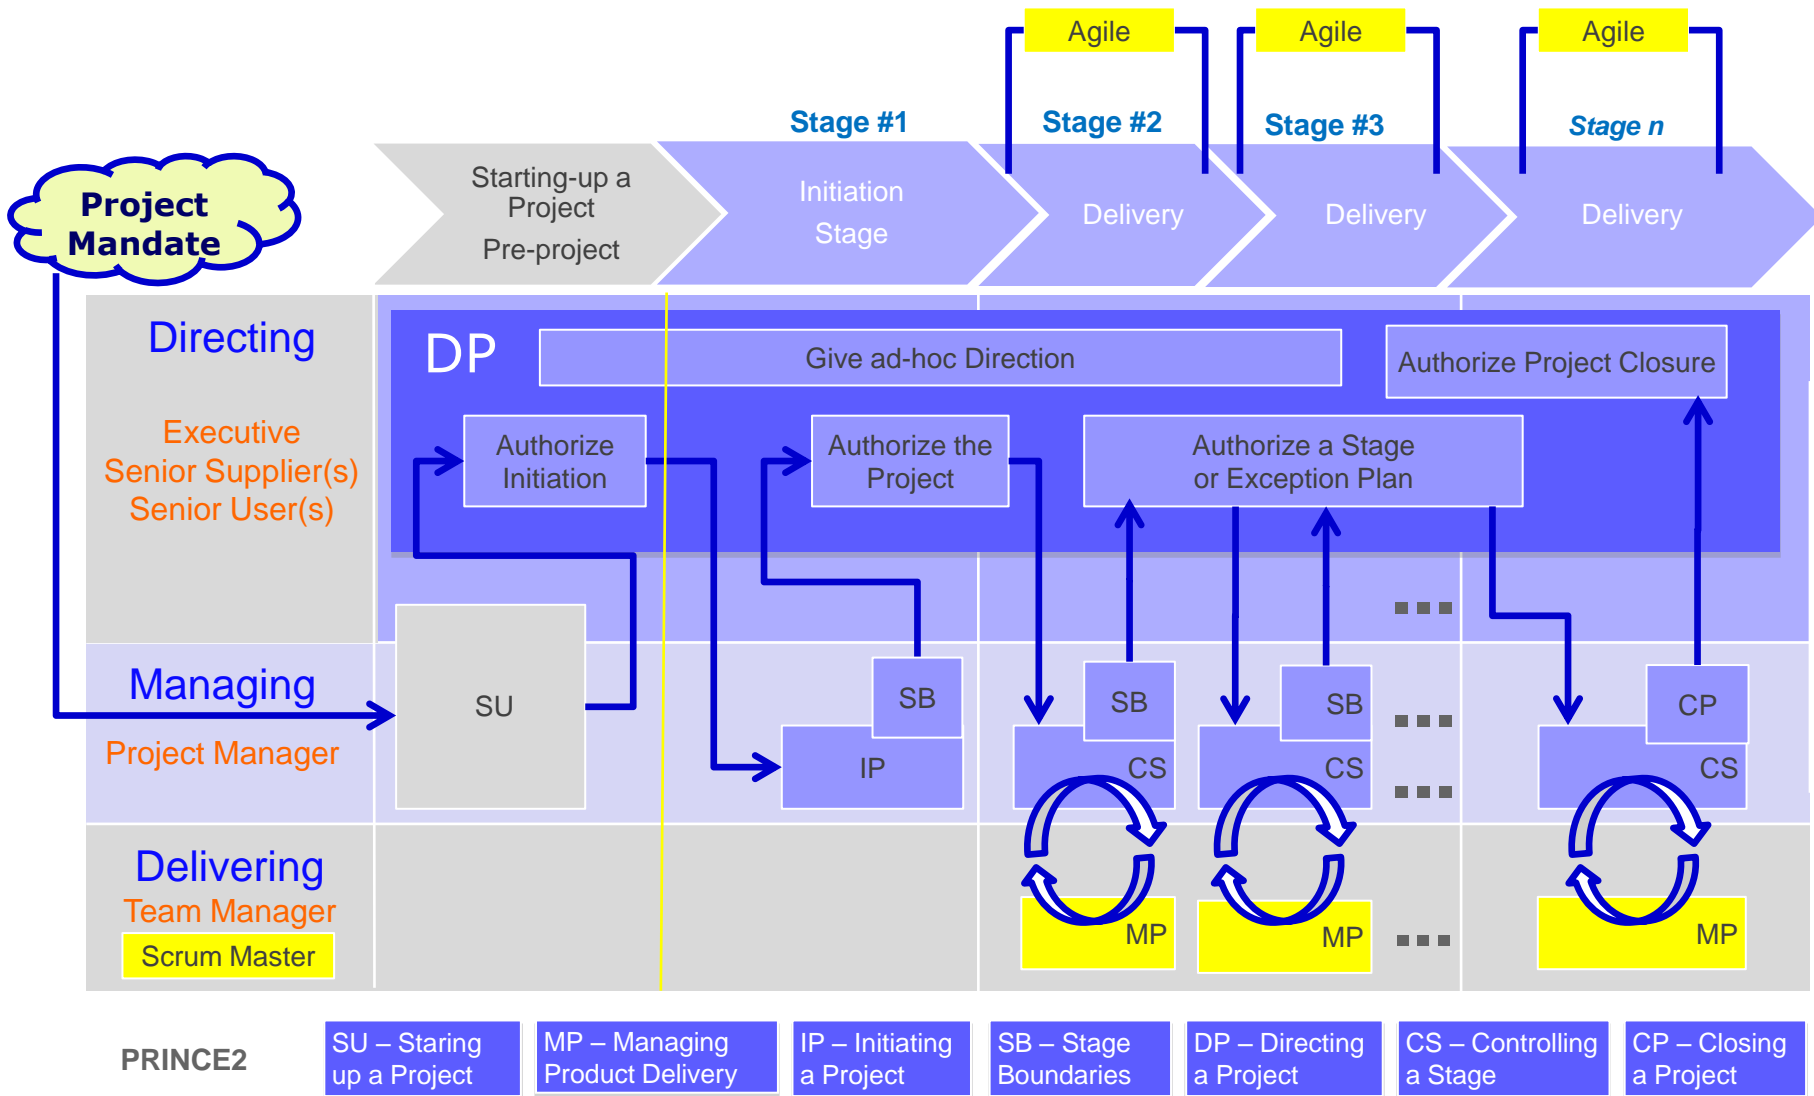 Agile
Agile
Agile
Stage #1
Stage #2
Stage #3
Stage n
Project
Mandate
Starting-up a
Project
Pre-project
Initiation
Stage
Delivery
Delivery
Delivery
Directing
Executive
Senior Supplier(s)
Senior User(s)
DP
Give ad-hoc Direction
Authorize Project Closure
Authorize
Initiation
Authorize the
Project
Authorize a Stage
or Exception Plan
Managing
Project Manager
SU
SB
IP
SB
CS
SB
CS
CP
CS
Delivering
Team Manager
Scrum Master
MP
MP
MP
PRINCE2
SU – Staring
up a Project
MP – Managing
Product Delivery
IP – Initiating
a Project
SB – Stage
Boundaries
DP – Directing
a Project
CS – Controlling
a Stage
CP – Closing
a Project